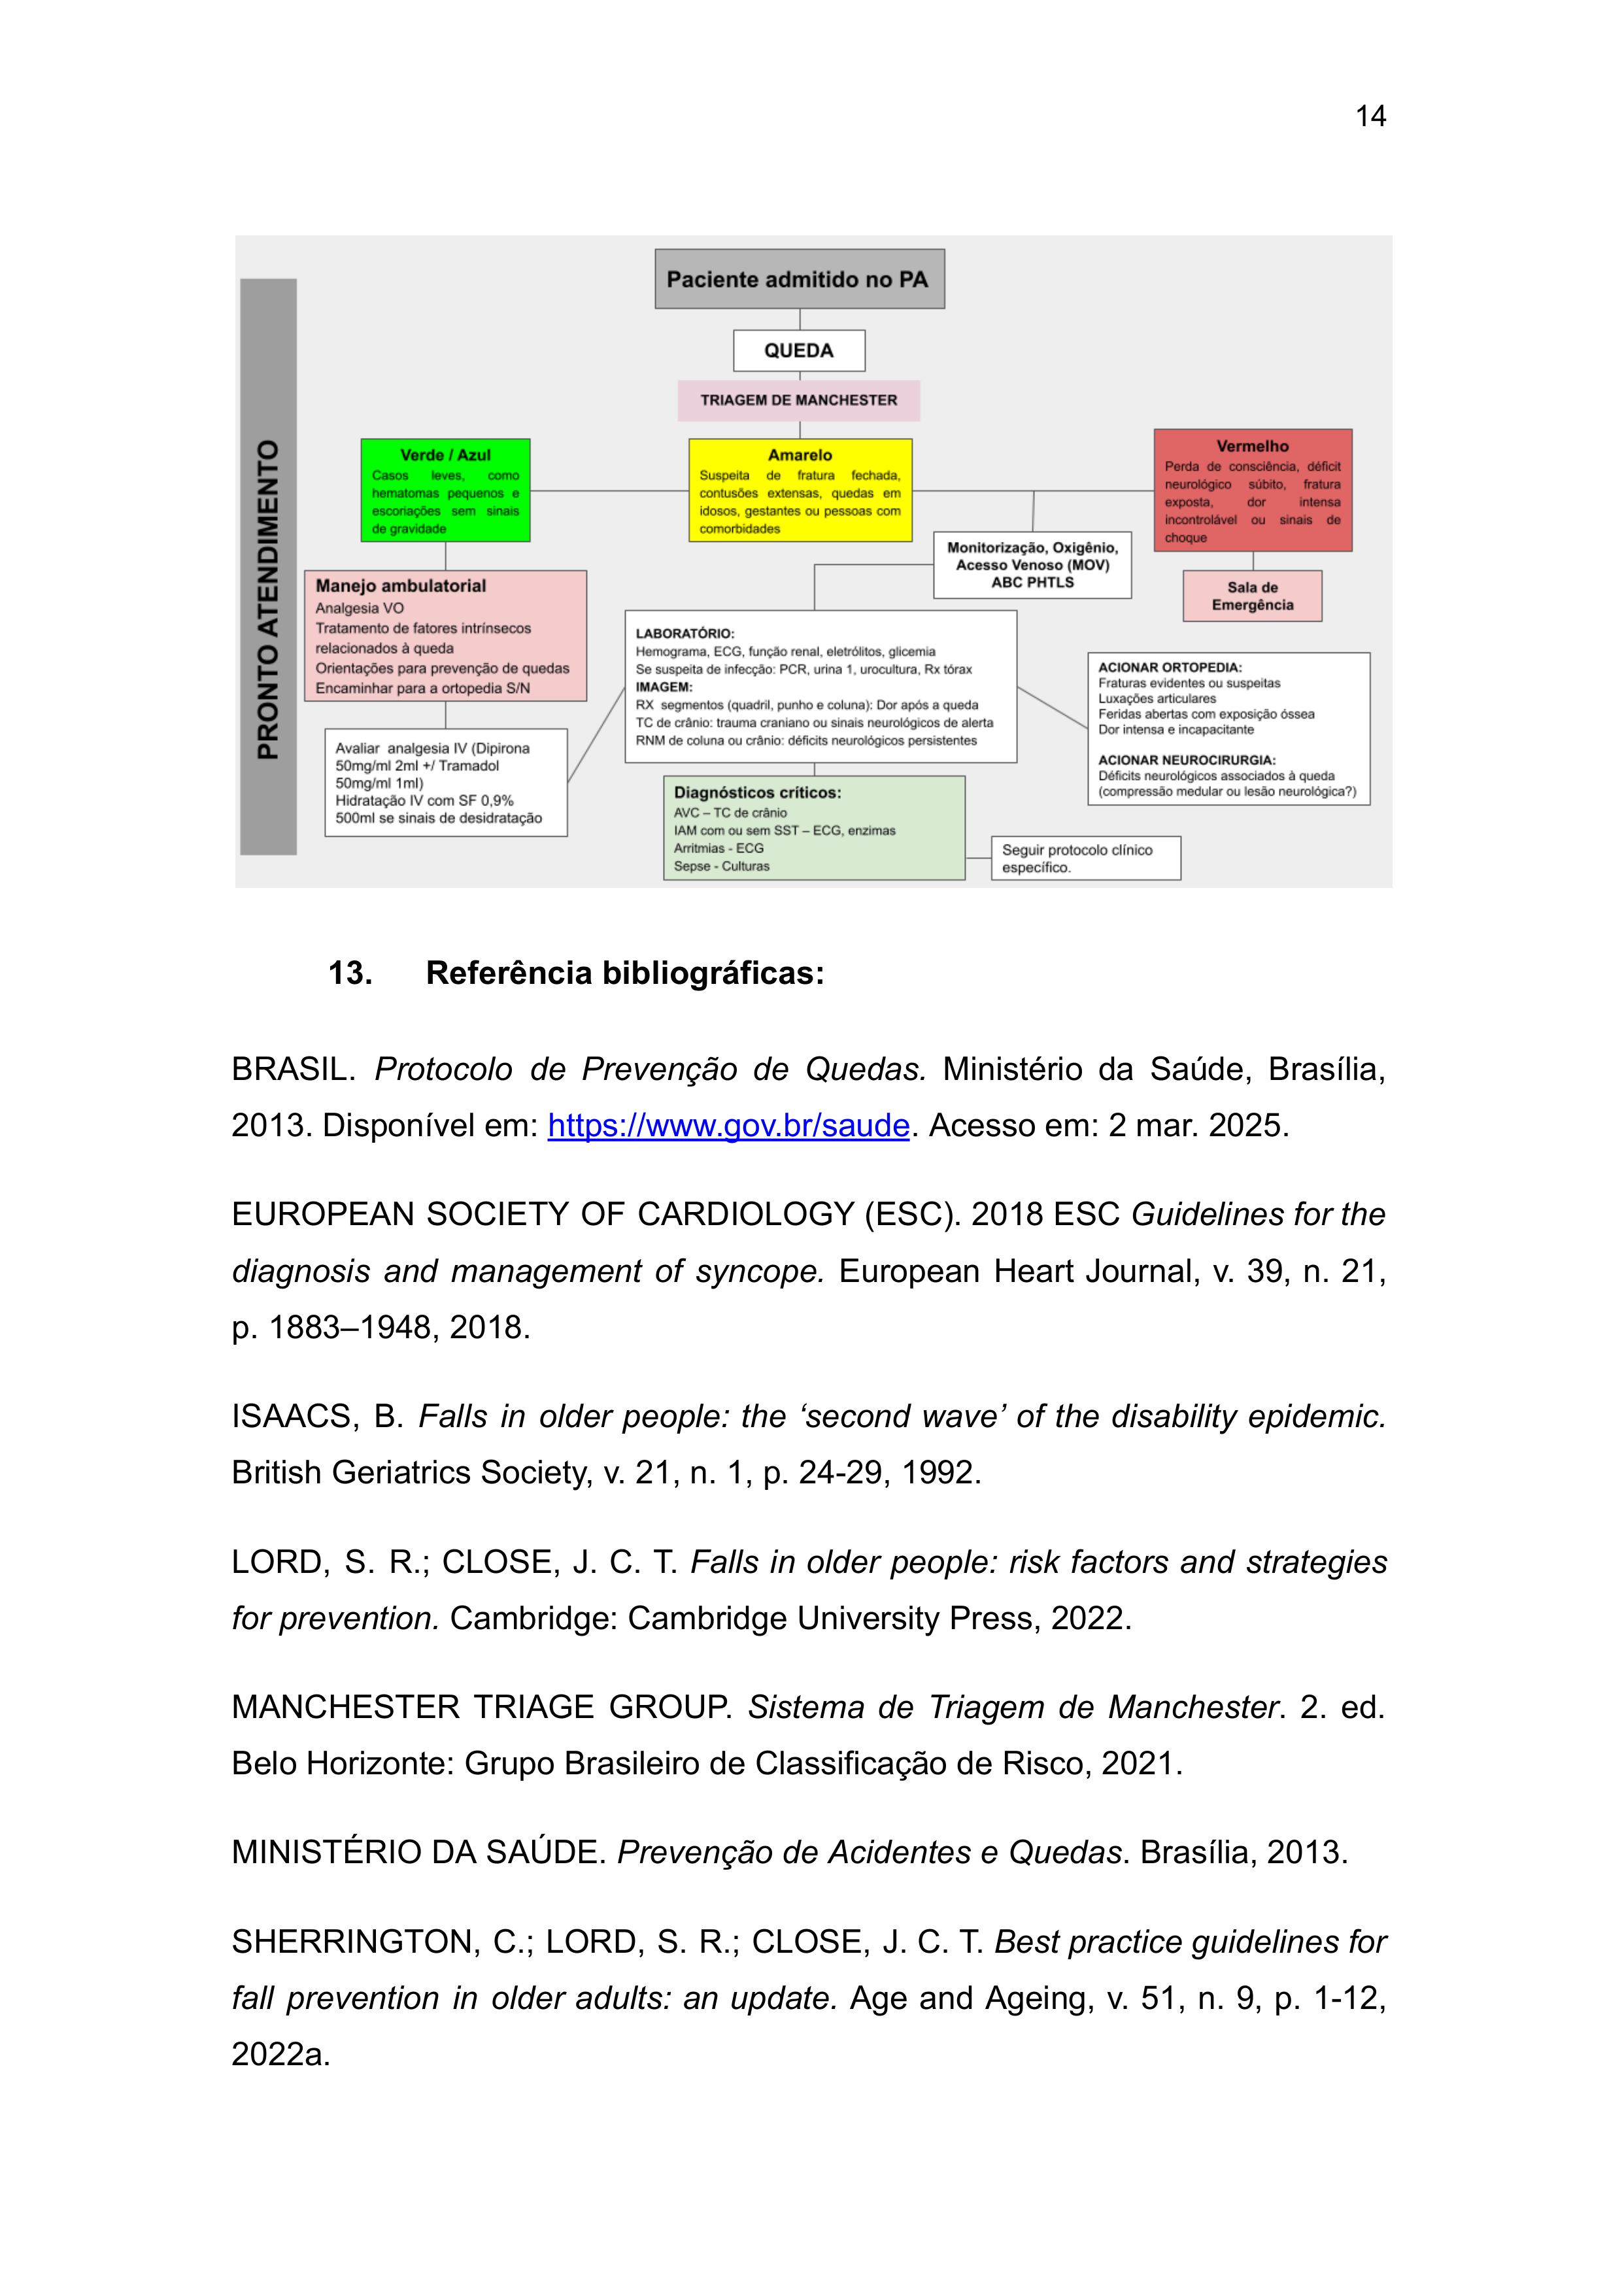 14
PRONTO ATENDIMENTO
Paciente admitido no PA
QUEDA
TRIAGEM DE MANCHESTER
Verde / Azul
Casos leves, como
hematomas pequenos e
escoriações sem sinais
de gravidade
Amarelo
Suspeita de fratura fechada,
contusões extensas, quedas em
idosos, gestantes ou pessoas com
comorbidades
Vermelho
Perda de consciência, déficit
neurológico súbito, fratura
exposta, dor intensa
incontrolável ou sinais de
choque
Monitorização, Oxigênio,
Acesso Venoso (MOV)
ABC PHTLS
Sala de
Emergência
Manejo ambulatorial
Analgesia VO
Tratamento de fatores intrínsecos
relacionados à queda
Orientações para prevenção de quedas
Encaminhar para a ortopedia S/N
LABORATÓRIO:
Hemograma, ECG, função renal, eletrólitos, glicemia
Se suspeita de infecção: PCR, urina 1, urocultura, Rx tórax
IMAGEM:
RX segmentos (quadril, punho e coluna): Dor após a queda
TC de crânio: trauma craniano ou sinais neurológicos de alerta
RNM de coluna ou crânio: déficits neurológicos persistentes
ACIONAR ORTOPEDIA:
Fraturas evidentes ou suspeitas
Luxações articulares
Feridas abertas com exposição óssea
Dor intensa e incapacitante
ACIONAR NEUROCIRURGIA:
Déficits neurológicos associados à queda
(compressão medular ou lesão neurológica?)
Avaliar analgesia IV (Dipirona
50mg/ml 2ml +/ Tramadol
50mg/ml 1ml)
Hidratação IV com SF 0,9%
500ml se sinais de desidratação
Diagnósticos críticos:
AVC – TC de crânio
IAM com ou sem SST – ECG, enzimas
Arritmias - ECG
Sepse - Culturas
Seguir protocolo clínico
específico.
13. Referência bibliográficas:
BRASIL. Protocolo de Prevenção de Quedas. Ministério da Saúde, Brasília,
2013. Disponível em: https://www.gov.br/saude. Acesso em: 2 mar. 2025.
EUROPEAN SOCIETY OF CARDIOLOGY (ESC). 2018 ESC Guidelines for the
diagnosis and management of syncope. European Heart Journal, v. 39, n. 21,
p. 1883–1948, 2018.
ISAACS, B. Falls in older people: the ‘second wave’ of the disability epidemic.
British Geriatrics Society, v. 21, n. 1, p. 24-29, 1992.
LORD, S. R.; CLOSE, J. C. T. Falls in older people: risk factors and strategies
for prevention. Cambridge: Cambridge University Press, 2022.
MANCHESTER TRIAGE GROUP. Sistema de Triagem de Manchester. 2. ed.
Belo Horizonte: Grupo Brasileiro de Classificação de Risco, 2021.
MINISTÉRIO DA SAÚDE. Prevenção de Acidentes e Quedas. Brasília, 2013.
SHERRINGTON, C.; LORD, S. R.; CLOSE, J. C. T. Best practice guidelines for
fall prevention in older adults: an update. Age and Ageing, v. 51, n. 9, p. 1-12,
2022a.